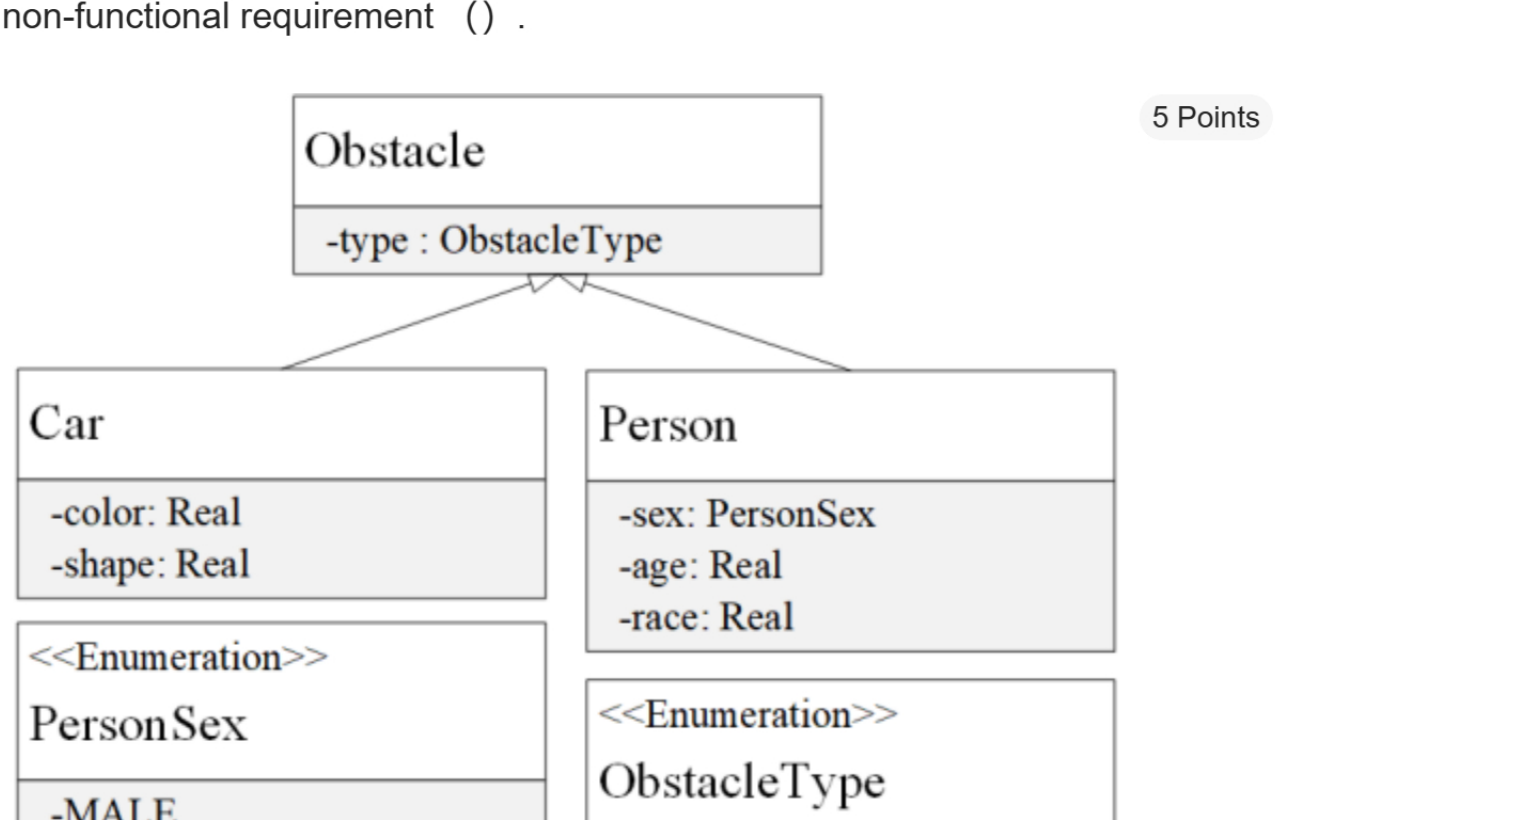 non-functional requirement （） .
5 Points
Obstacle
-type : ObstacleType
Car
-color: Real
-shape: Real
Person
-sex: PersonSex
-age: Real
-race: Real
<<Enumeration>>
PersonSex
-MALE
<<Enumeration>>
ObstacleType